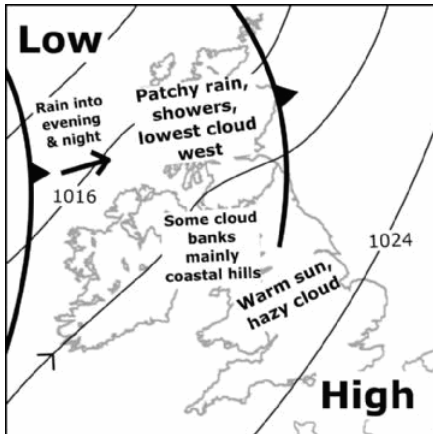 Low
Rain into
evening
& night
Patchy rain,
showers,
lowest cloud
west
1016
Some cloud
banks
mainly
coastal hills
1024
Warm sun,
hazy cloud
High